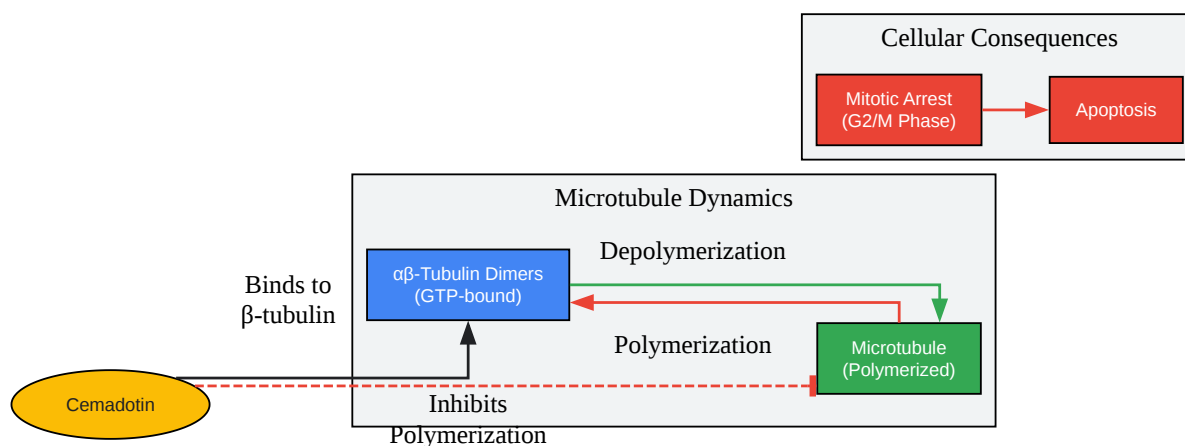 Cellular Consequences
Mitotic Arrest
(G2/M Phase)
Apoptosis
Microtubule Dynamics
Depolymerization
αβ-Tubulin Dimers
(GTP-bound)
Binds to
β-tubulin
Polymerization
Microtubule
(Polymerized)
Cemadotin
Inhibits
Polymerization